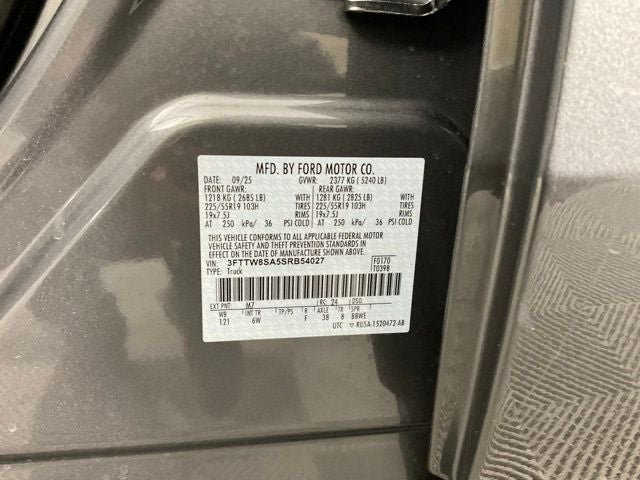 MFD. BY FORD MOTOR CO.
DATE: 09/25 GVWR: 2377 KG ( 5240 LB)
FRONT GAWR: REAR GAWR:
1218 KG ( 2685 LB) WITH 1281 KG ( 2825 LB) WITH
225/55R19 103H TIRES 225/55R19 103H TIRES
19x7.5J RIMS 19x7.5J RIMS
AT 250 kPa/ 36 PSI COLD AT 250 kPa/ 36 PSI COLD
THIS VEHICLE CONFORMS TO ALL APPLICABLE FEDERAL MOTOR
VEHICLE SAFETY AND THEFT PREVENTION STANDARDS IN
EFFECT ON THE DATE OF MANUFACTURE SHOWN ABOVE.
VIN: 3FTTW8SA5SRB54027 F0170
TYPE: Truck T0398
EXT PNT: M7 RC: 24 DSO:
WB INT TR TP/PS R AXLE TR SPR
121 6W F 38 8 BBWE
UTC ▽ RU5A-1520472-AB